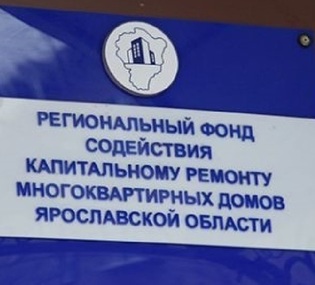 РЕГИОНАЛЬНЫЙ ФОНД
СОДЕЙСТВИЯ
КАПИТАЛЬНОМУ РЕМОНТУ
МНОГОКВАРТИРНЫХ ДОМОВ
ЯРОСЛАВСКОЙ ОБЛАСТИ